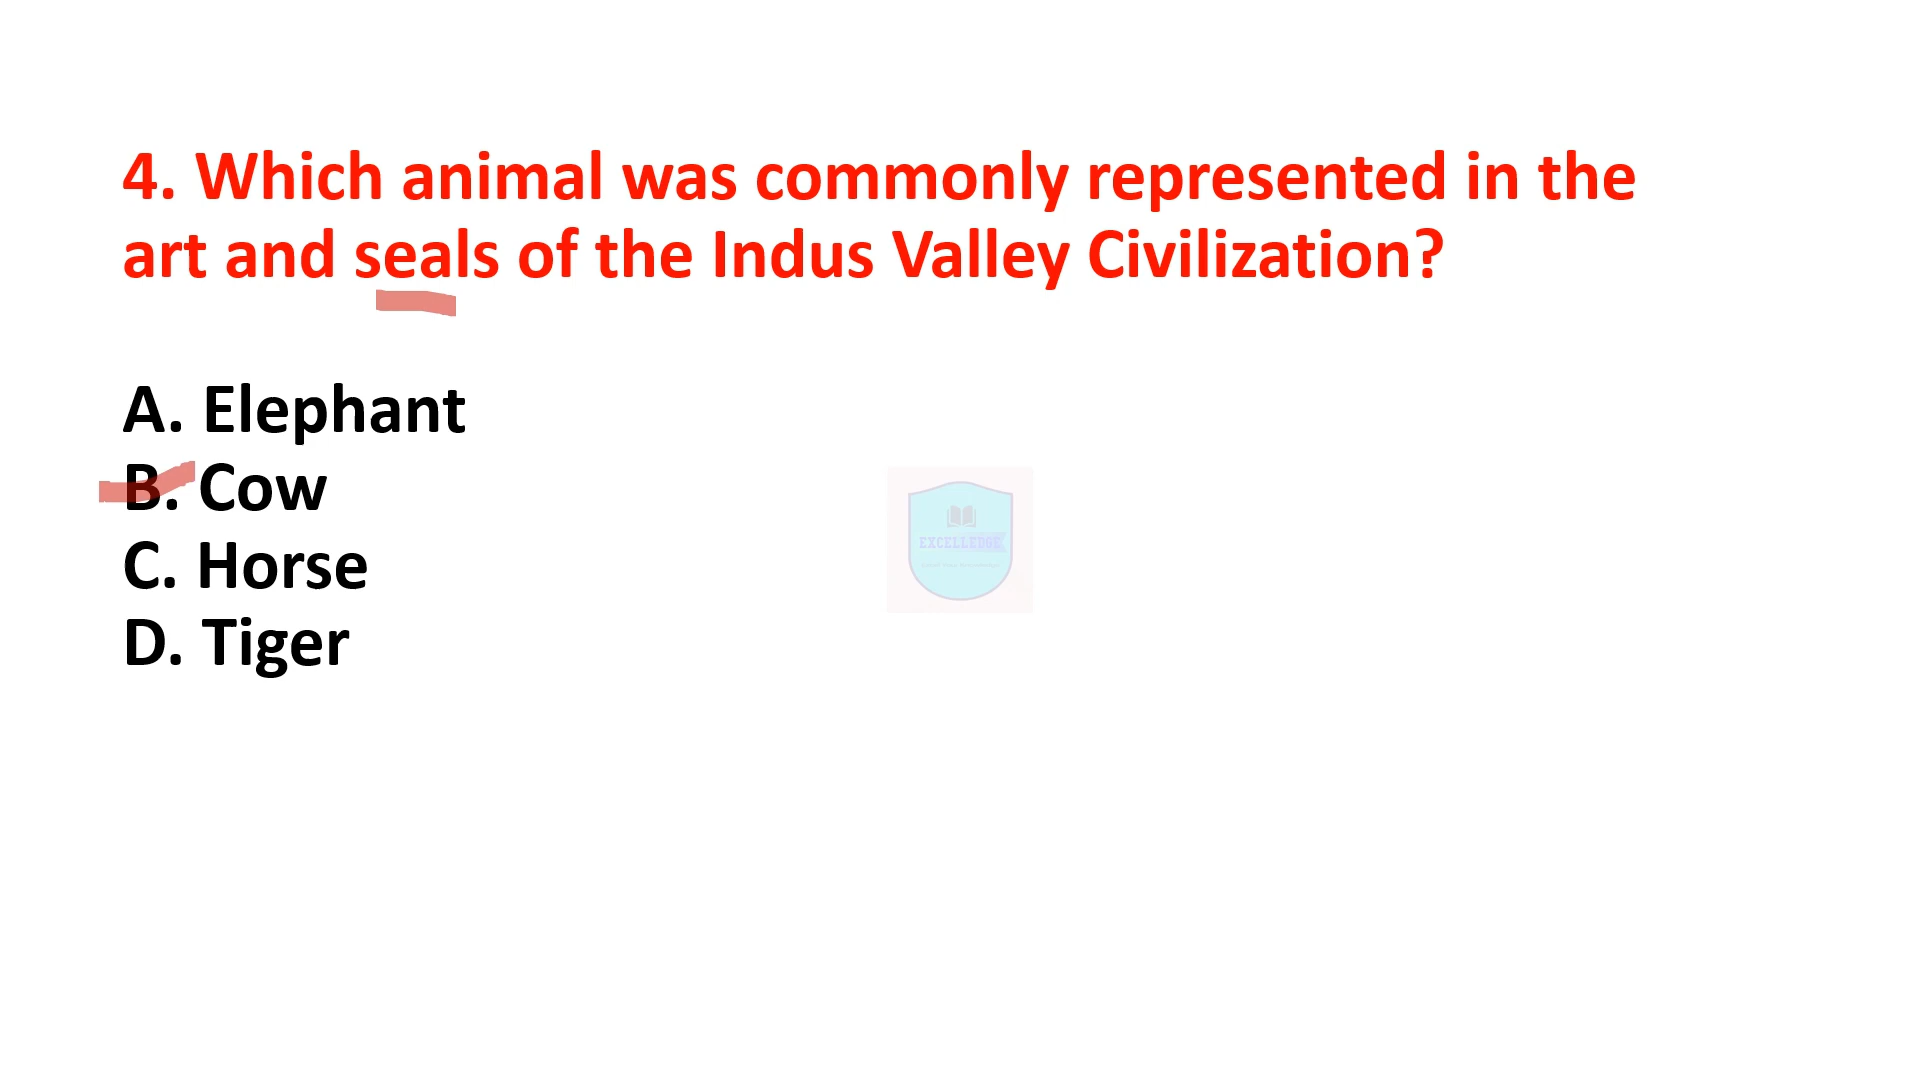 4. Which animal was commonly represented in the
art and seals of the Indus Valley Civilization?
A. Elephant
B. Cow
C. Horse
D. Tiger
EXCELLEDGE